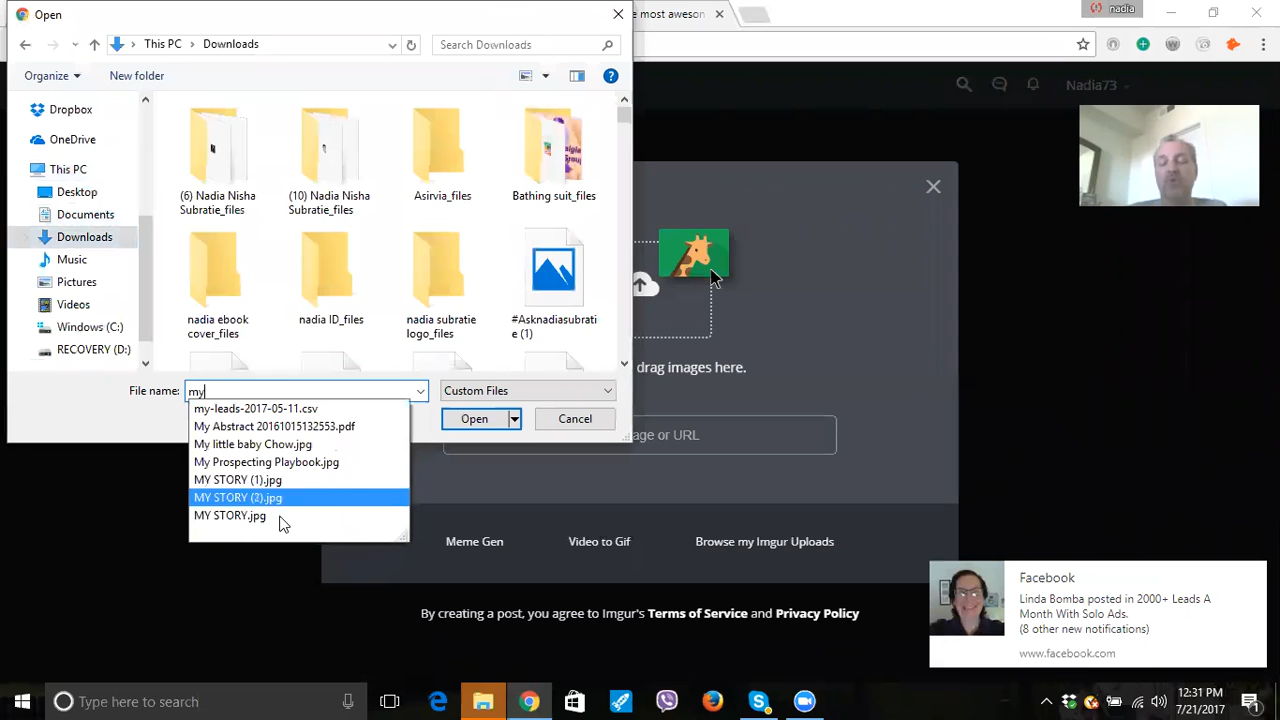 Open
most aweson
nadia
This PC
Downloads
Search Downloads
Organize
New folder
Nadia73
Dropbox
OneDrive
This PC
Desktop
Documents
Downloads
Music
Pictures
Videos
Windows (C:)
RECOVERY (D:)
(6) Nadia Nisha
Subratie_files
(10) Nadia Nisha
Subratie_files
Asirvia_files
Bathing suit_files
nadia ebook
cover_files
nadia ID_files
nadia subratie
logo_files
#Asknadiasubrati
e (1)
drag images here.
File name:
my
Custom Files
my-leads-2017-05-11.csv
My Abstract 20161015132553.pdf
My little baby Chow.jpg
My Prospecting Playbook.jpg
MY STORY (1).jpg
MY STORY (2).jpg
MY STORY.jpg
Open
Cancel
age or URL
Meme Gen
Video to Gif
Browse my Imgur Uploads
By creating a post, you agree to Imgur's Terms of Service and Privacy Policy
Facebook
Linda Bomba posted in 2000+ Leads A
Month With Solo Ads.
(8 other new notifications)
www.facebook.com
Type here to search
12:31 PM
7/21/2017